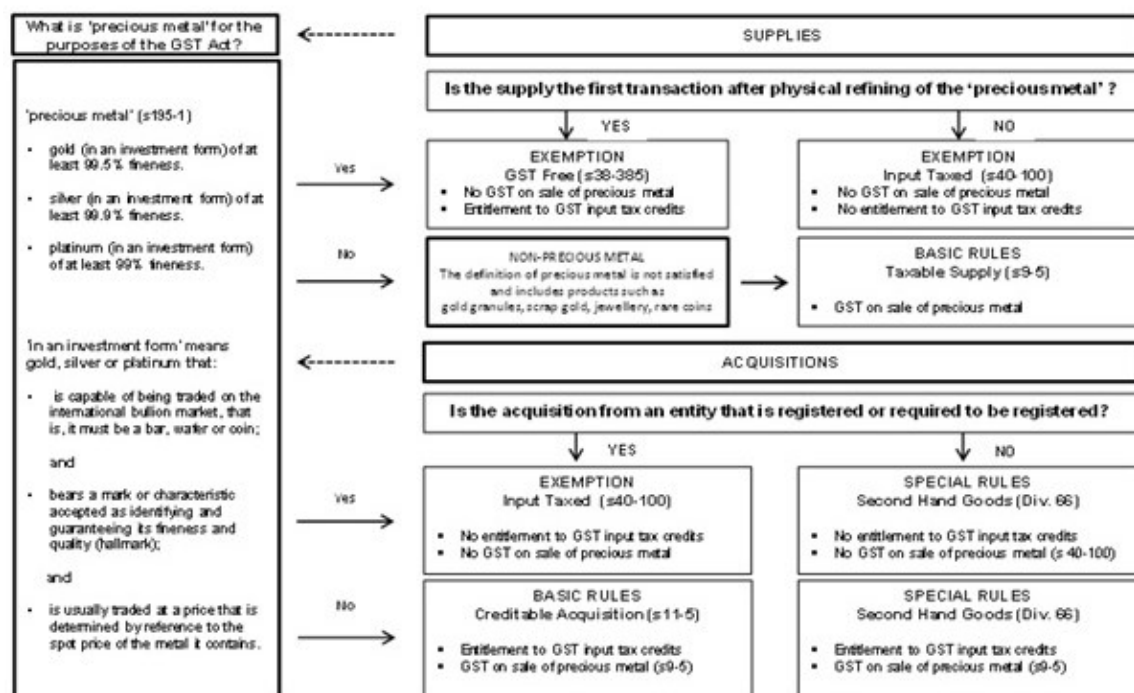 What is 'precious metal' for the
purposes of the GST Act?
'precious metal' (s195-1)
• gold (in an investment form) of at
least 99.5% fineness.
• silver (in an investment form) of at
least 99.9% fineness.
• platinum (in an investment form)
of at least 99% fineness.
'in an investment form' means
gold, silver or platinum that:
• is capable of being traded on the
international bullion market, that
is, it must be a bar, wafer or coin;
and
• bears a mark or characteristic
accepted as identifying and
guaranteeing its fineness and
quality (hallmark);
and
• is usually traded at a price that is
determined by reference to the
spot price of the metal it contains.
SUPPLIES
Is the supply the first transaction after physical refining of the 'precious metal' ?
YES
NO
Yes
EXEMPTION
GST Free (s38-385)
▪ No GST on sale of precious metal
▪ Entitlement to GST input tax credits
EXEMPTION
Input Taxed (s40-100)
▪ No GST on sale of precious metal
▪ No entitlement to GST input tax credits
No
NON-PRECIOUS METAL
The definition of precious metal is not satisfied
and includes products such as
gold granules, scrap gold, jewellery, rare coins
BASIC RULES
Taxable Supply (s9-5)
▪ GST on sale of precious metal
ACQUISITIONS
Is the acquisition from an entity that is registered or required to be registered?
YES
NO
Yes
EXEMPTION
Input Taxed (s40-100)
▪ No entitlement to GST input tax credits
▪ No GST on sale of precious metal
SPECIAL RULES
Second Hand Goods (Div. 66)
▪ No entitlement to GST input tax credits
▪ No GST on sale of precious metal (s 40-100)
No
BASIC RULES
Creditable Acquisition (s11-5)
▪ Entitlement to GST input tax credits
▪ GST on sale of precious metal (s9-5)
SPECIAL RULES
Second Hand Goods (Div. 66)
▪ Entitlement to GST input tax credits
▪ GST on sale of precious metal (s9-5)